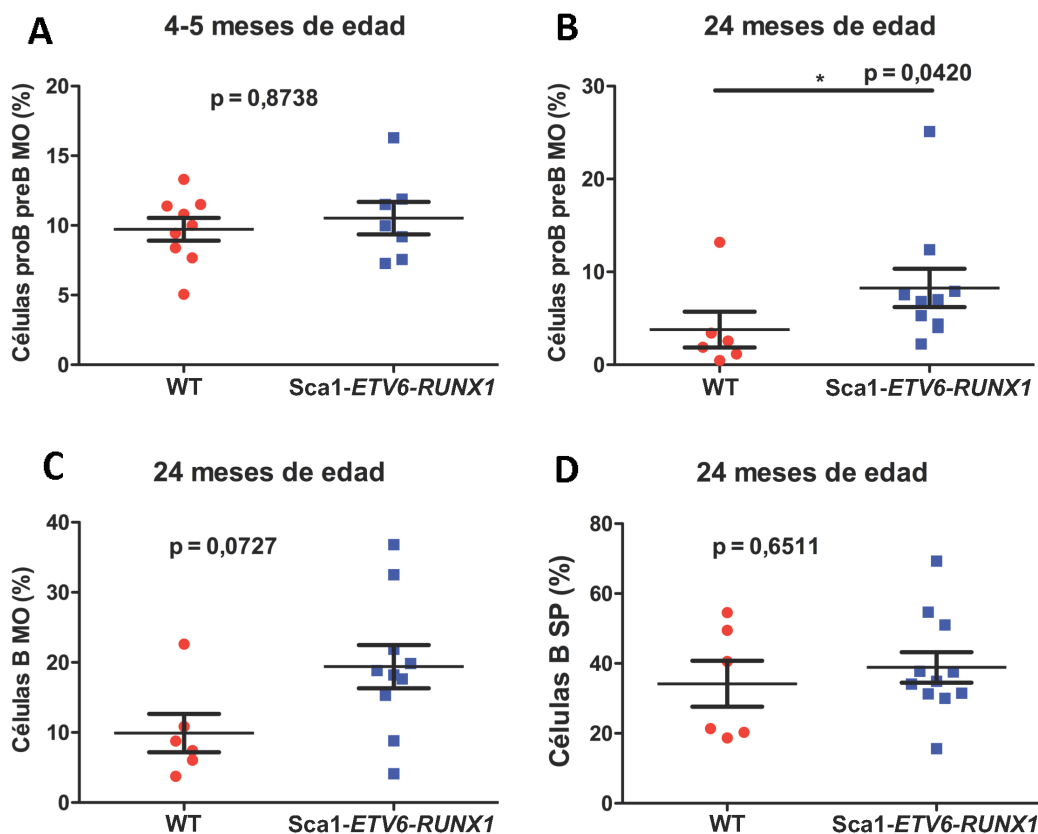 A
4-5 meses de edad
Células proB preB MO (%)
20
15
10
5
0
p = 0,8738
WT
Sca1-ETV6-RUNX1
B
24 meses de edad
Células proB preB MO (%)
30
20
10
0
* p = 0,0420
WT
Sca1-ETV6-RUNX1
C
24 meses de edad
Células B MO (%)
40
30
20
10
0
p = 0,0727
WT
Sca1-ETV6-RUNX1
D
24 meses de edad
Células B SP (%)
80
60
40
20
0
p = 0,6511
WT
Sca1-ETV6-RUNX1